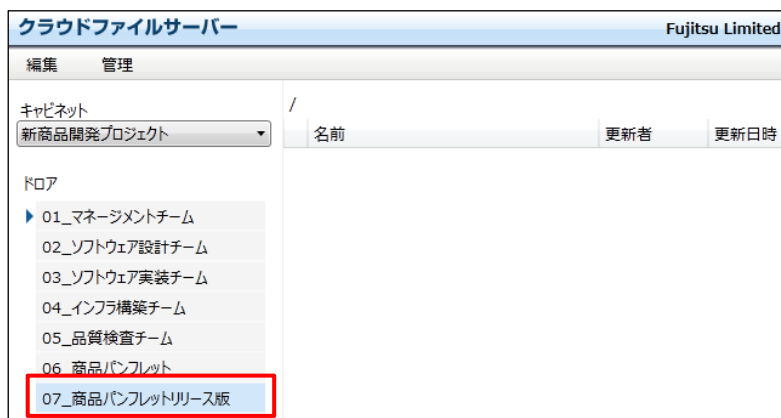 クラウドファイルサーバー Fujitsu Limited
編集 管理
キャビネット
新商品開発プロジェクト
/
名前 更新者 更新日時
ドロア
01_マネージメントチーム
02_ソフトウェア設計チーム
03_ソフトウェア実装チーム
04_インフラ構築チーム
05_品質検査チーム
06_商品パンフレット
07_商品パンフレットリリース版